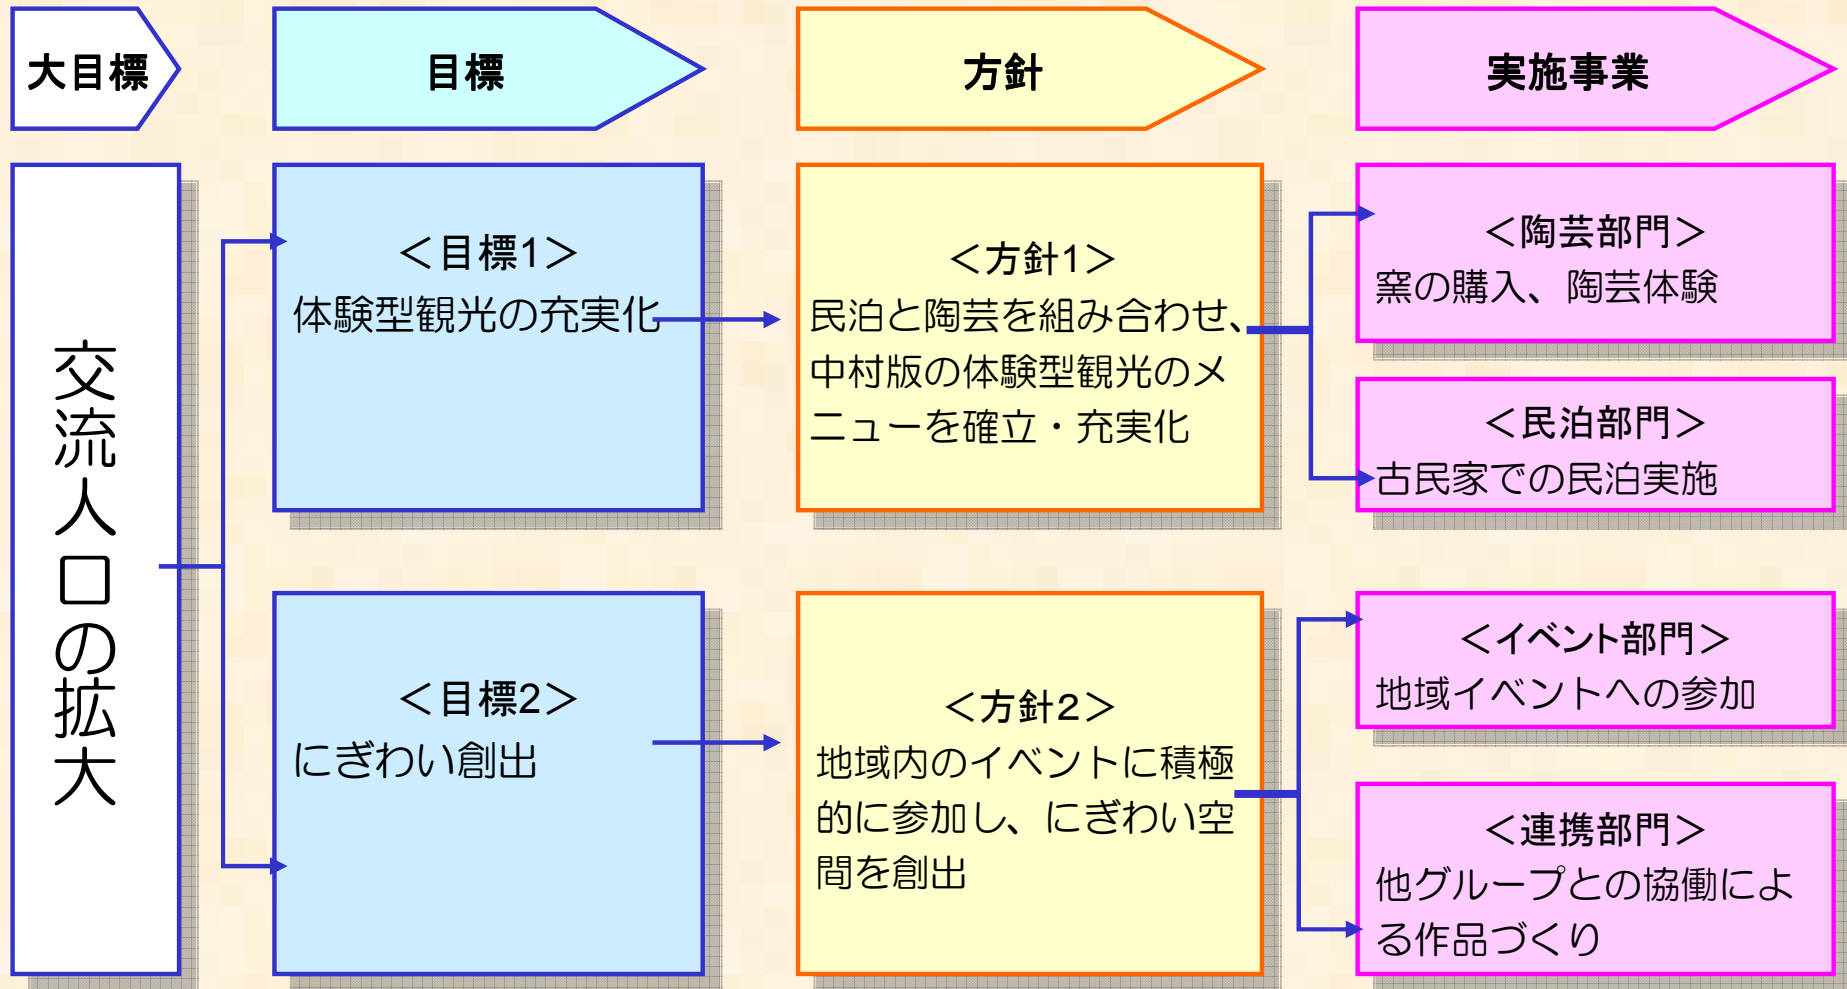 大目標
目標
方針
実施事業
交流人口の拡大
＜目標1＞
体験型観光の充実化
＜方針1＞
民泊と陶芸を組み合わせ、
中村版の体験型観光のメ
ニューを確立・充実化
＜陶芸部門＞
窯の購入、陶芸体験
＜民泊部門＞
古民家での民泊実施
＜目標2＞
にぎわい創出
＜方針2＞
地域内のイベントに積極
的に参加し、にぎわい空
間を創出
＜イベント部門＞
地域イベントへの参加
＜連携部門＞
他グループとの協働によ
る作品づくり